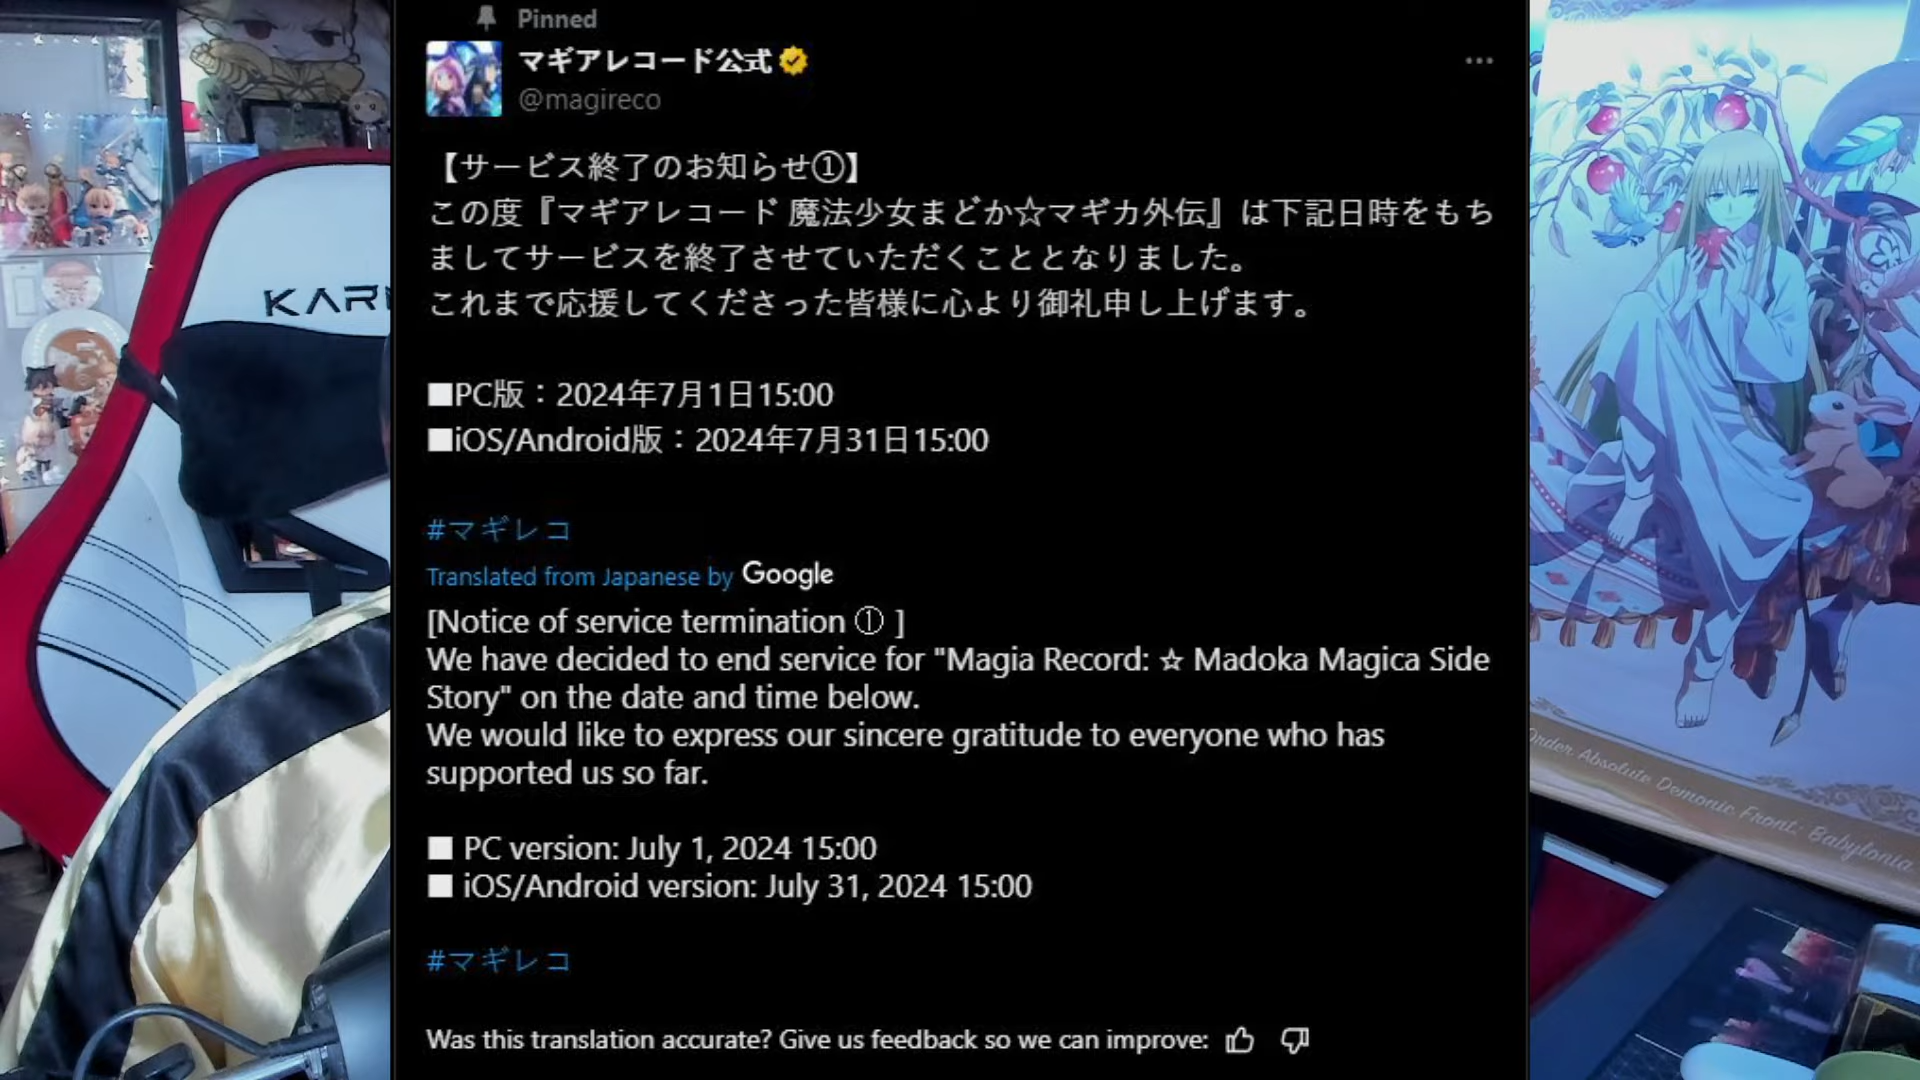 Pinned
マギアレコード公式
@magireco
【サービス終了のお知らせ①】
この度『マギアレコード 魔法少女まどか☆マギカ外伝』は下記日時をもち
ましてサービスを終了させていただくこととなりました。
これまで応援してくださった皆様に心より御礼申し上げます。
■PC版：2024年7月1日15:00
■iOS/Android版：2024年7月31日15:00
#マギレコ
Translated from Japanese by Google
[Notice of service termination ① ]
We have decided to end service for "Magia Record: ☆ Madoka Magica Side
Story" on the date and time below.
We would like to express our sincere gratitude to everyone who has
supported us so far.
■ PC version: July 1, 2024 15:00
■ iOS/Android version: July 31, 2024 15:00
#マギレコ
Was this translation accurate? Give us feedback so we can improve:
KAR
Order Absolute Demonic Front: Babylonia